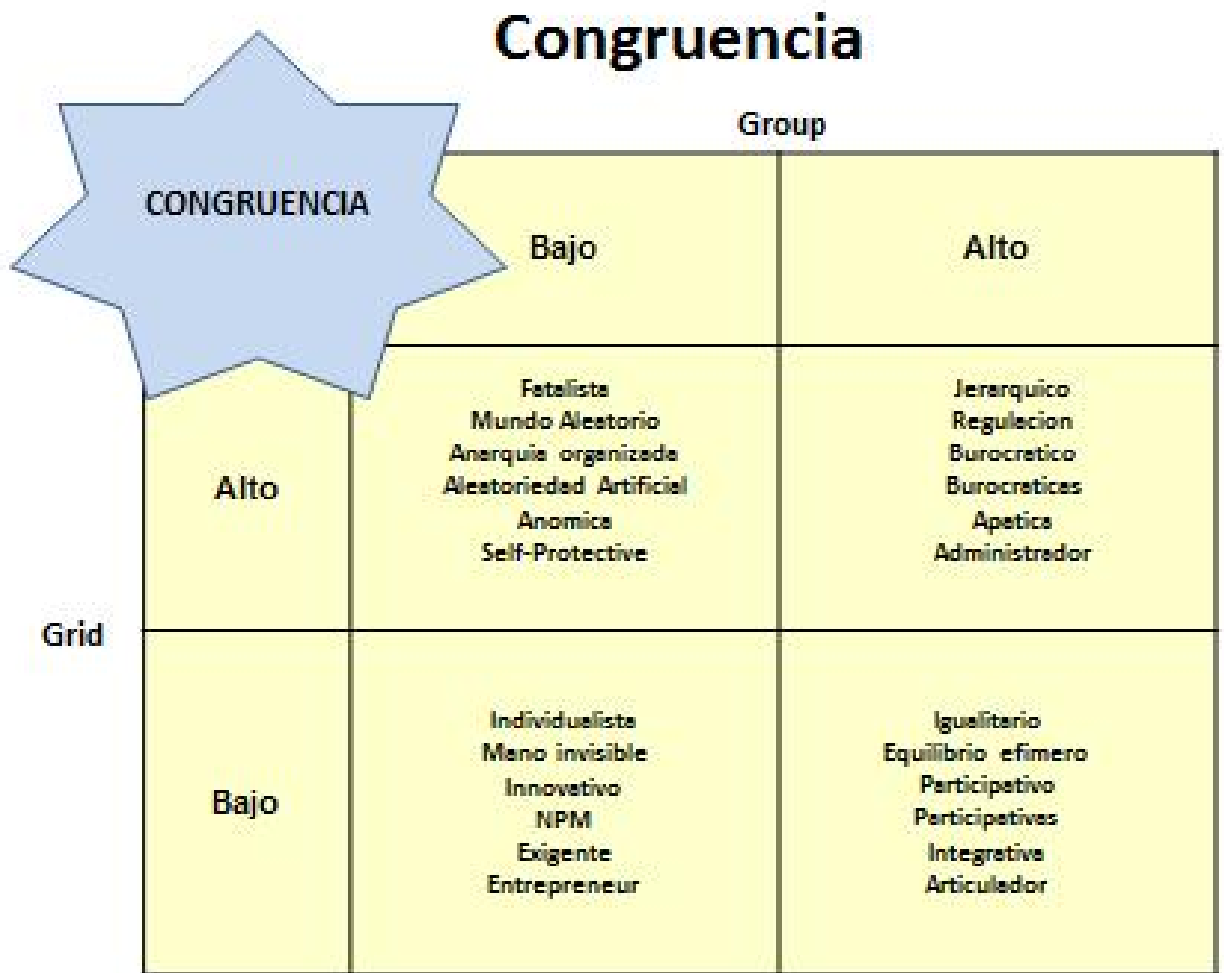 Congruencia
Group
CONGRUENCIA
Bajo
Alto
Alto
Fatalista
Mundo Aleatorio
Anarquia organizada
Aleatoriedad Artificial
Anomica
Self-Protective
Jerarquico
Regulacion
Burocratico
Burocraticas
Apatica
Administrador
Grid
Bajo
Individualista
Mano invisible
Innovativo
NPM
Exigente
Entrepreneur
Igualitario
Equilibrio efimero
Participativo
Participativas
Integrativa
Articulador